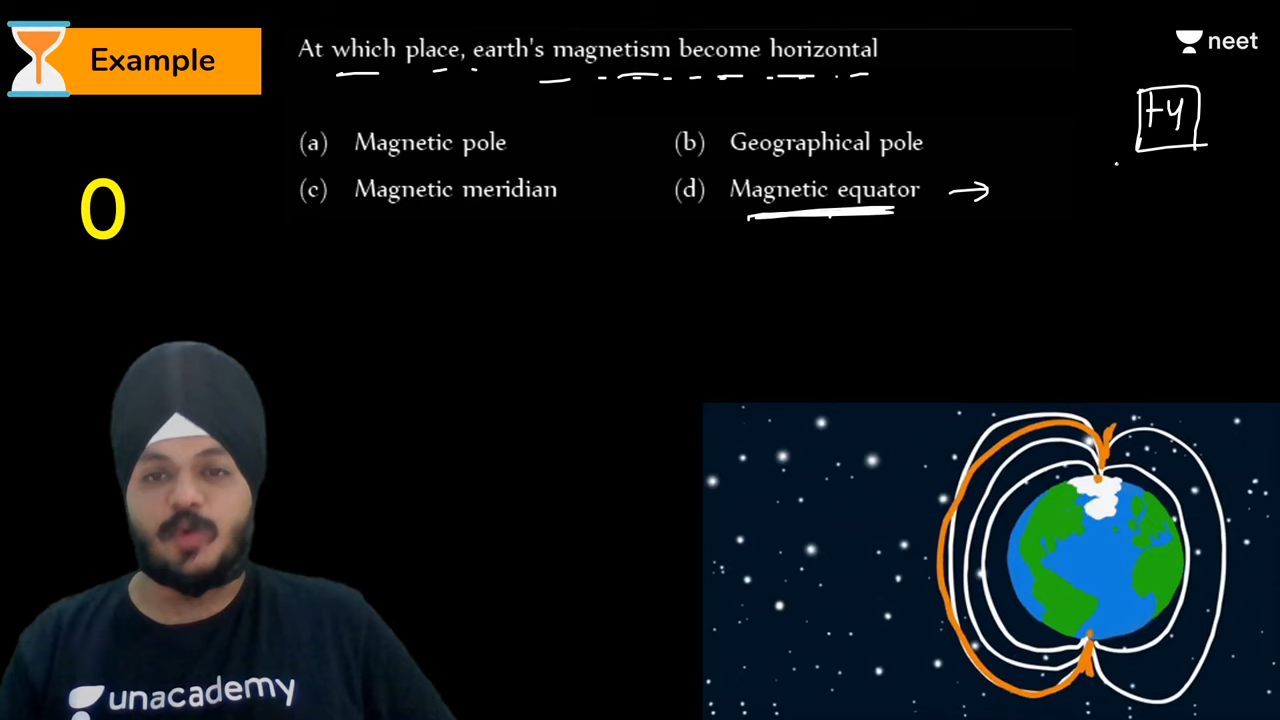 Example
At which place, earth's magnetism become horizontal
neet
+4
(a) Magnetic pole
(b) Geographical pole
(c) Magnetic meridian
(d) Magnetic equator →
0
unacademy